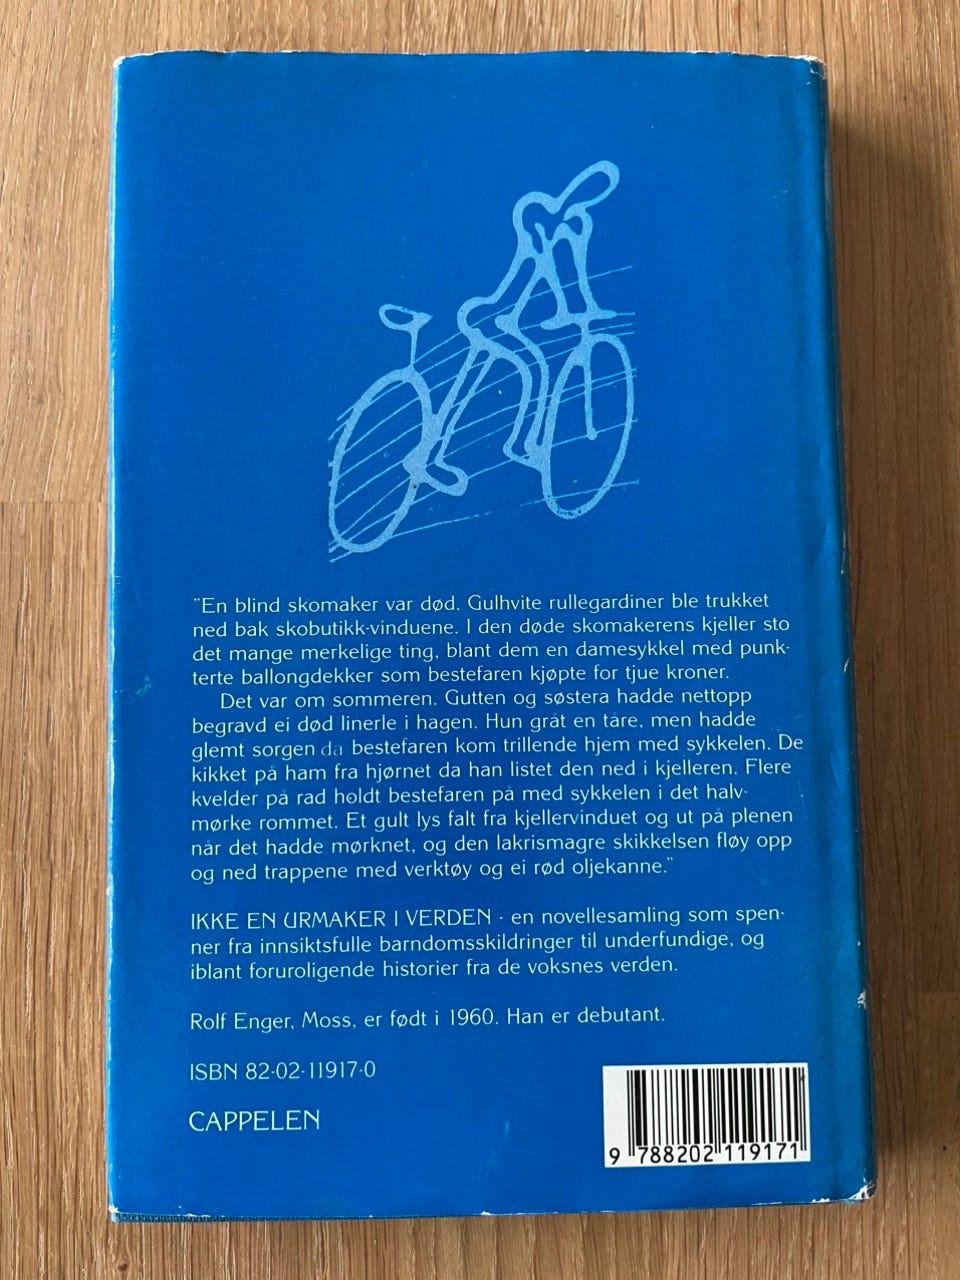 "En blind skomaker var død. Gulhvite rullegardiner ble trukket
ned bak skobutikk-vinduene. I den døde skomakerens kjeller sto
det mange merkelige ting, blant dem en damesykkel med punk-
terte ballongdekker som bestefaren kjøpte for tjue kroner.
Det var om sommeren. Gutten og søstera hadde nettopp
begravd ei død linerle i hagen. Hun gråt en tåre, men hadde
glemt sorgen da bestefaren kom trillende hjem med sykkelen. De
kikket på ham fra hjørnet da han listet den ned i kjelleren. Flere
kvelder på rad holdt bestefaren på med sykkelen i det halv-
mørke rommet. Et gult lys falt fra kjellervinduet og ut på plenen
når det hadde mørknet, og den lakrismagre skikkelsen fløy opp
og ned trappene med verktøy og ei rød oljekanne."
IKKE EN URMAKER I VERDEN - en novellesamling som spen-
ner fra innsiktsfulle barndomsskildringer til underfundige, og
iblant foruroligende historier fra de voksnes verden.
Rolf Enger, Moss, er født i 1960. Han er debutant.
ISBN 82-02-11917-0
CAPPELEN
9 788202 119171